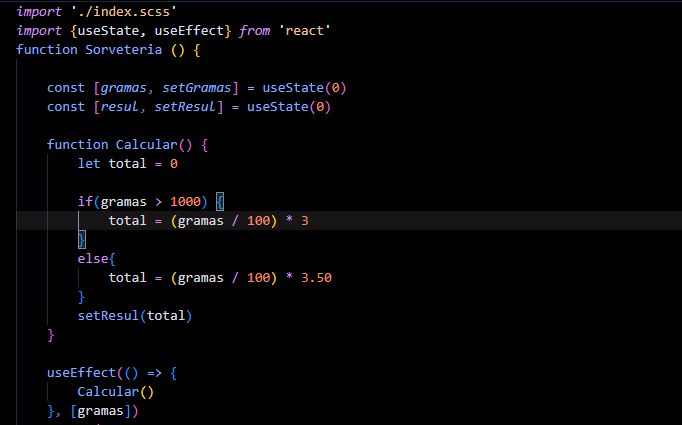 import './index.scss'
import {useState, useEffect} from 'react'
function Sorveteria () {
const [gramas, setGramas] = useState(0)
const [resul, setResul] = useState(0)
function Calcular() {
let total = 0
if(gramas > 1000) {
total = (gramas / 100) * 3
}
else{
total = (gramas / 100) * 3.50
}
setResul(total)
}
useEffect(() => {
Calcular()
}, [gramas])